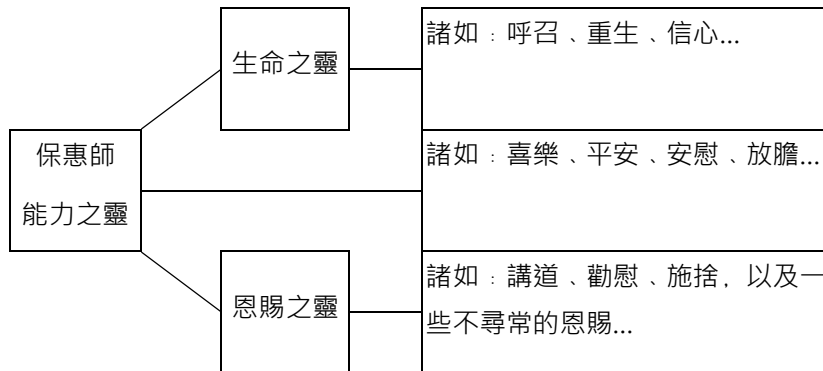 生命之靈
諸如：呼召、重生、信心...
保惠師
能力之靈
諸如：喜樂、平安、安慰、放膽...
恩賜之靈
諸如：講道、勸慰、施捨，以及一
些不尋常的恩賜...